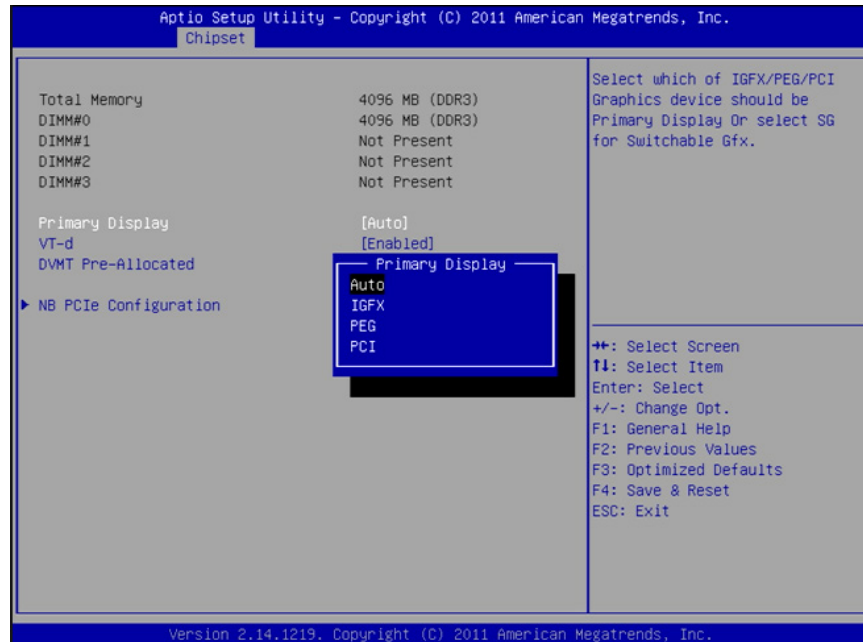 Aptio Setup Utility – Copyright (C) 2011 American Megatrends, Inc.
Chipset
Total Memory 4096 MB (DDR3)
DIMM#0 4096 MB (DDR3)
DIMM#1 Not Present
DIMM#2 Not Present
DIMM#3 Not Present
Primary Display [Auto]
VT-d [Enabled]
DVMT Pre-Allocated
NB PCIe Configuration
Primary Display
Auto
IGFX
PEG
PCI
Select which of IGFX/PEG/PCI
Graphics device should be
Primary Display Or select SG
for Switchable Gfx.
→←: Select Screen
↑↓: Select Item
Enter: Select
+/-: Change Opt.
F1: General Help
F2: Previous Values
F3: Optimized Defaults
F4: Save & Reset
ESC: Exit
Version 2.14.1219. Copyright (C) 2011 American Megatrends, Inc.